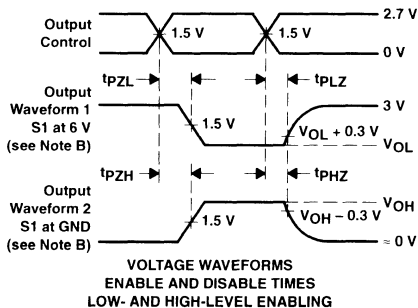 Output
Control
1.5 V
1.5 V
2.7 V
0 V
tPZL
tPLZ
Output
Waveform 1
S1 at 6 V
(see Note B)
1.5 V
3 V
VOL + 0.3 V
VOL
tPZH
tPHZ
Output
Waveform 2
S1 at GND
(see Note B)
1.5 V
VOH
VOH – 0.3 V
≈ 0 V
VOLTAGE WAVEFORMS
ENABLE AND DISABLE TIMES
LOW- AND HIGH-LEVEL ENABLING